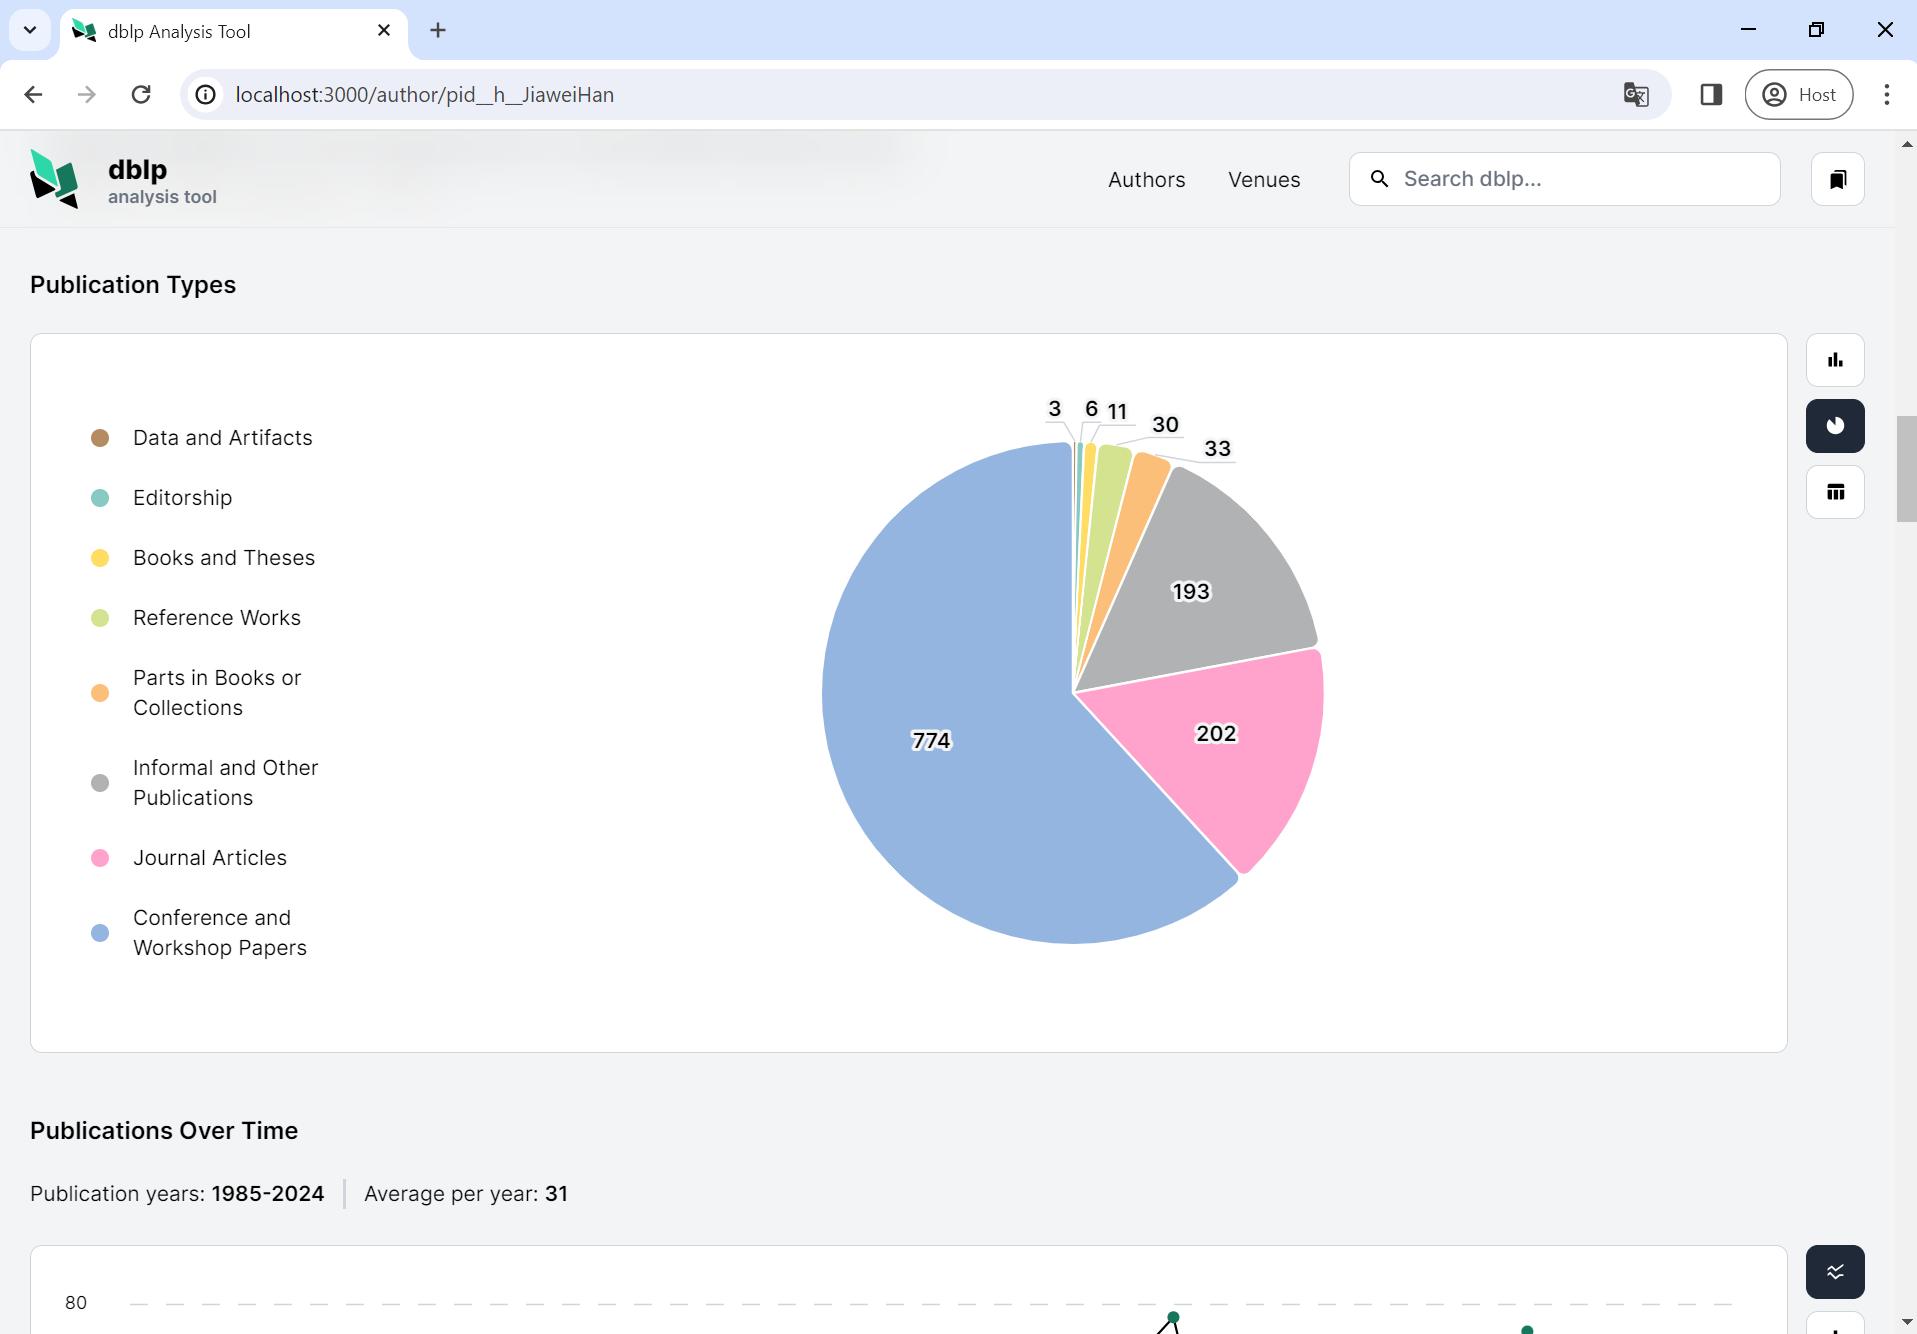 dblp Analysis Tool
localhost:3000/author/pid__h__JiaweiHan
Host
dblp
analysis tool
Authors
Venues
Search dblp...
Publication Types
Data and Artifacts
Editorship
Books and Theses
Reference Works
Parts in Books or
Collections
Informal and Other
Publications
Journal Articles
Conference and
Workshop Papers
3
6
11
30
33
193
202
774
Publications Over Time
Publication years: 1985-2024
Average per year: 31
80